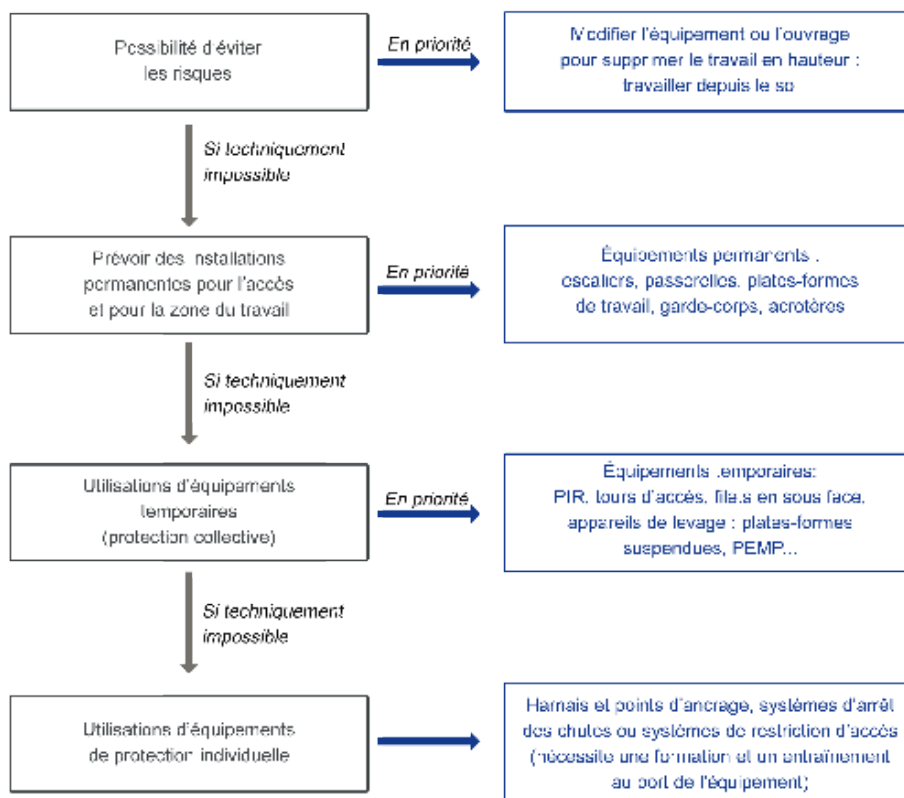 Possibilité d'éviter
les risques
En priorité
Modifier l'équipement ou l'ouvrage
pour supprimer le travail en hauteur :
travailler depuis le so
Si techniquement
impossible
Prévoir des installations
permanentes pour l'accès
et pour la zone du travail
En priorité
Équipements permanents :
escaliers, passerelles, plates-formes
de travail, garde-corps, acrotères
Si techniquement
impossible
Utilisations d'équipements
temporaires
(protection collective)
En priorité
Équipements temporaires:
PIR, tours d'accès, filets en sous face,
appareils de levage : plates-formes
suspendues, PEMP...
Si techniquement
impossible
Utilisations d'équipements
de protection individuelle
Harnais et points d'ancrage, systèmes d'arrêt
des chutes ou systèmes de restriction d'accès
(nécessite une formation et un entraînement
au port de l'équipement)